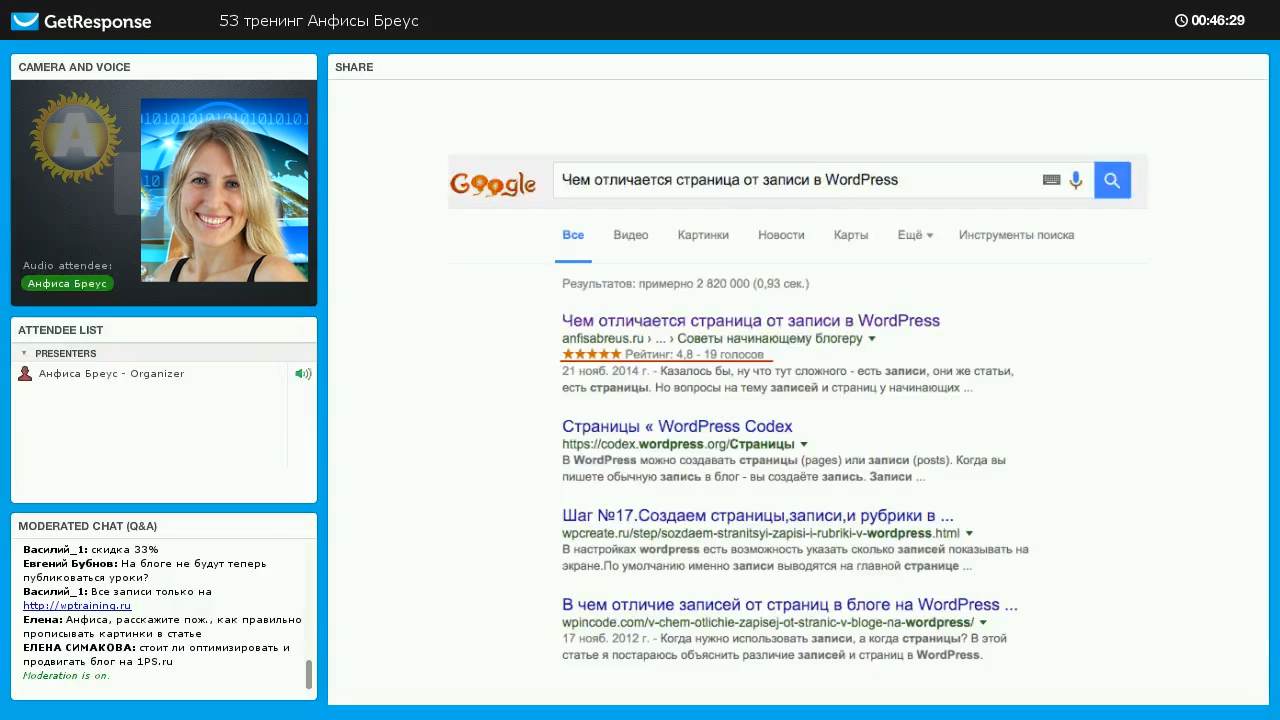 GetResponse
53 тренинг Анфисы Бреус
00:46:29
CAMERA AND VOICE
A
Audio attendee:
Анфиса Бреус
ATTENDEE LIST
PRESENTERS
Анфиса Бреус - Organizer
MODERATED CHAT (Q&A)
Василий_1: скидка 33%
Евгений Бубнов: На блоге не будут теперь
публиковаться уроки?
Василий_1: Все записи только на
http://wptraining.ru
Елена: Анфиса, расскажите пож., как правильно
прописывать картинки в статье
ЕЛЕНА СИМАКОВА: стоит ли оптимизировать и
продвигать блог на 1PS.ru
Moderation is on.
SHARE
Google
Чем отличается страница от записи в WordPress
Все Видео Картинки Новости Карты Ещё Инструменты поиска
Результатов: примерно 2 820 000 (0,93 сек.)
Чем отличается страница от записи в WordPress
anfisabreus.ru › ... › Советы начинающему блогеру
★★★★★ Рейтинг: 4,8 - 19 голосов
21 нояб. 2014 г. - Казалось бы, ну что тут сложного - есть записи, они же статьи,
есть страницы. Но вопросы на тему записей и страниц у начинающих ...
Страницы « WordPress Codex
https://codex.wordpress.org/Страницы
В WordPress можно создавать страницы (pages) или записи (posts). Когда вы
пишете обычную запись в блог - вы создаёте запись. Записи ...
Шаг №17.Создаем страницы,записи,и рубрики в ...
wpcreate.ru/step/sozdaem-stranitsyi-zapisi-i-rubriki-v-wordpress.html
В настройках wordpress есть возможность указать сколько записей показывать на
экране.По умолчанию именно записи выводятся на главной странице ...
В чем отличие записей от страниц в блоге на WordPress ...
wpincode.com/v-chem-otlichie-zapisej-ot-stranic-v-bloge-na-wordpress/
17 нояб. 2012 г. - Когда нужно использовать записи, а когда страницы? В этой
статье я постараюсь объяснить различие записей и страниц в WordPress.